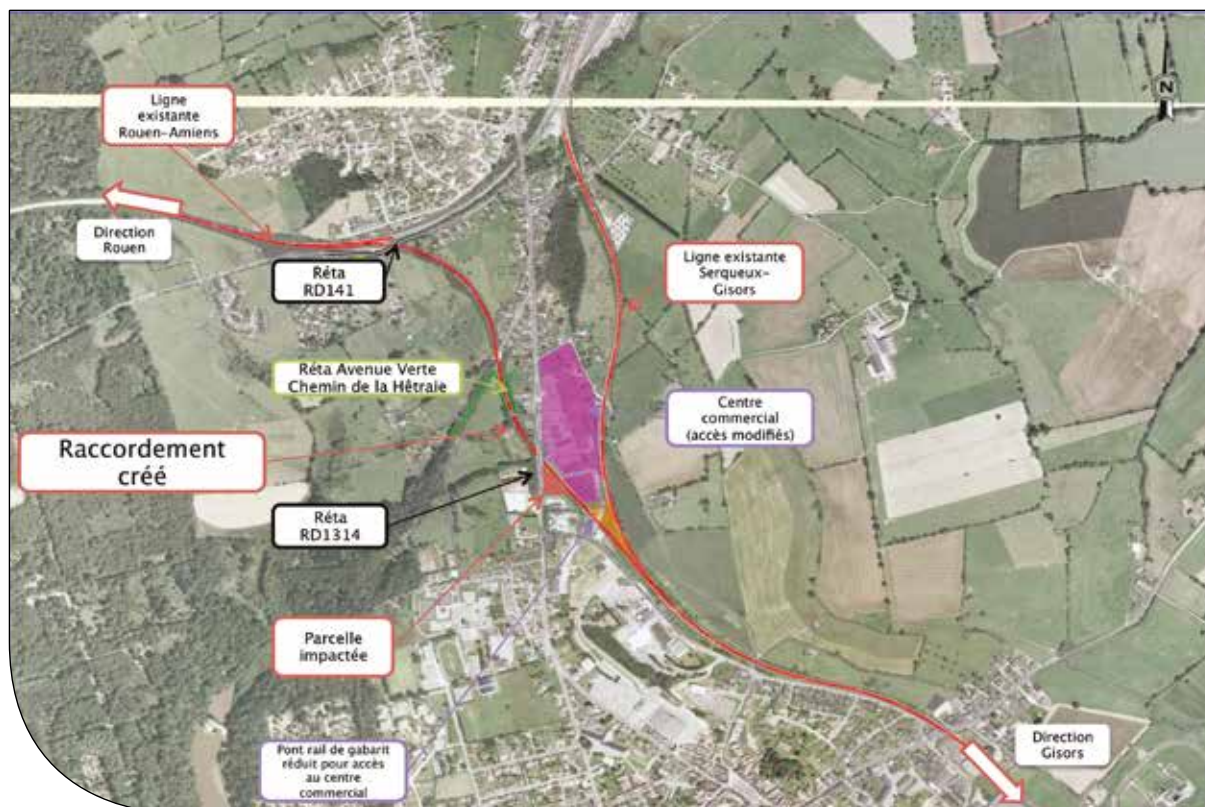 Ligne
existante
Rouen-Amiens
N
Direction
Rouen
Réta
RD141
Ligne existante
Serqueux-
Gisors
Réta Avenue Verte
Chemin de la Hêtraie
Centre
commercial
(accès modifiés)
Raccordement
créé
Réta
RD1314
Parcelle
impactée
Pont rail de gabarit
réduit pour accès
au centre
commercial
Direction
Gisors